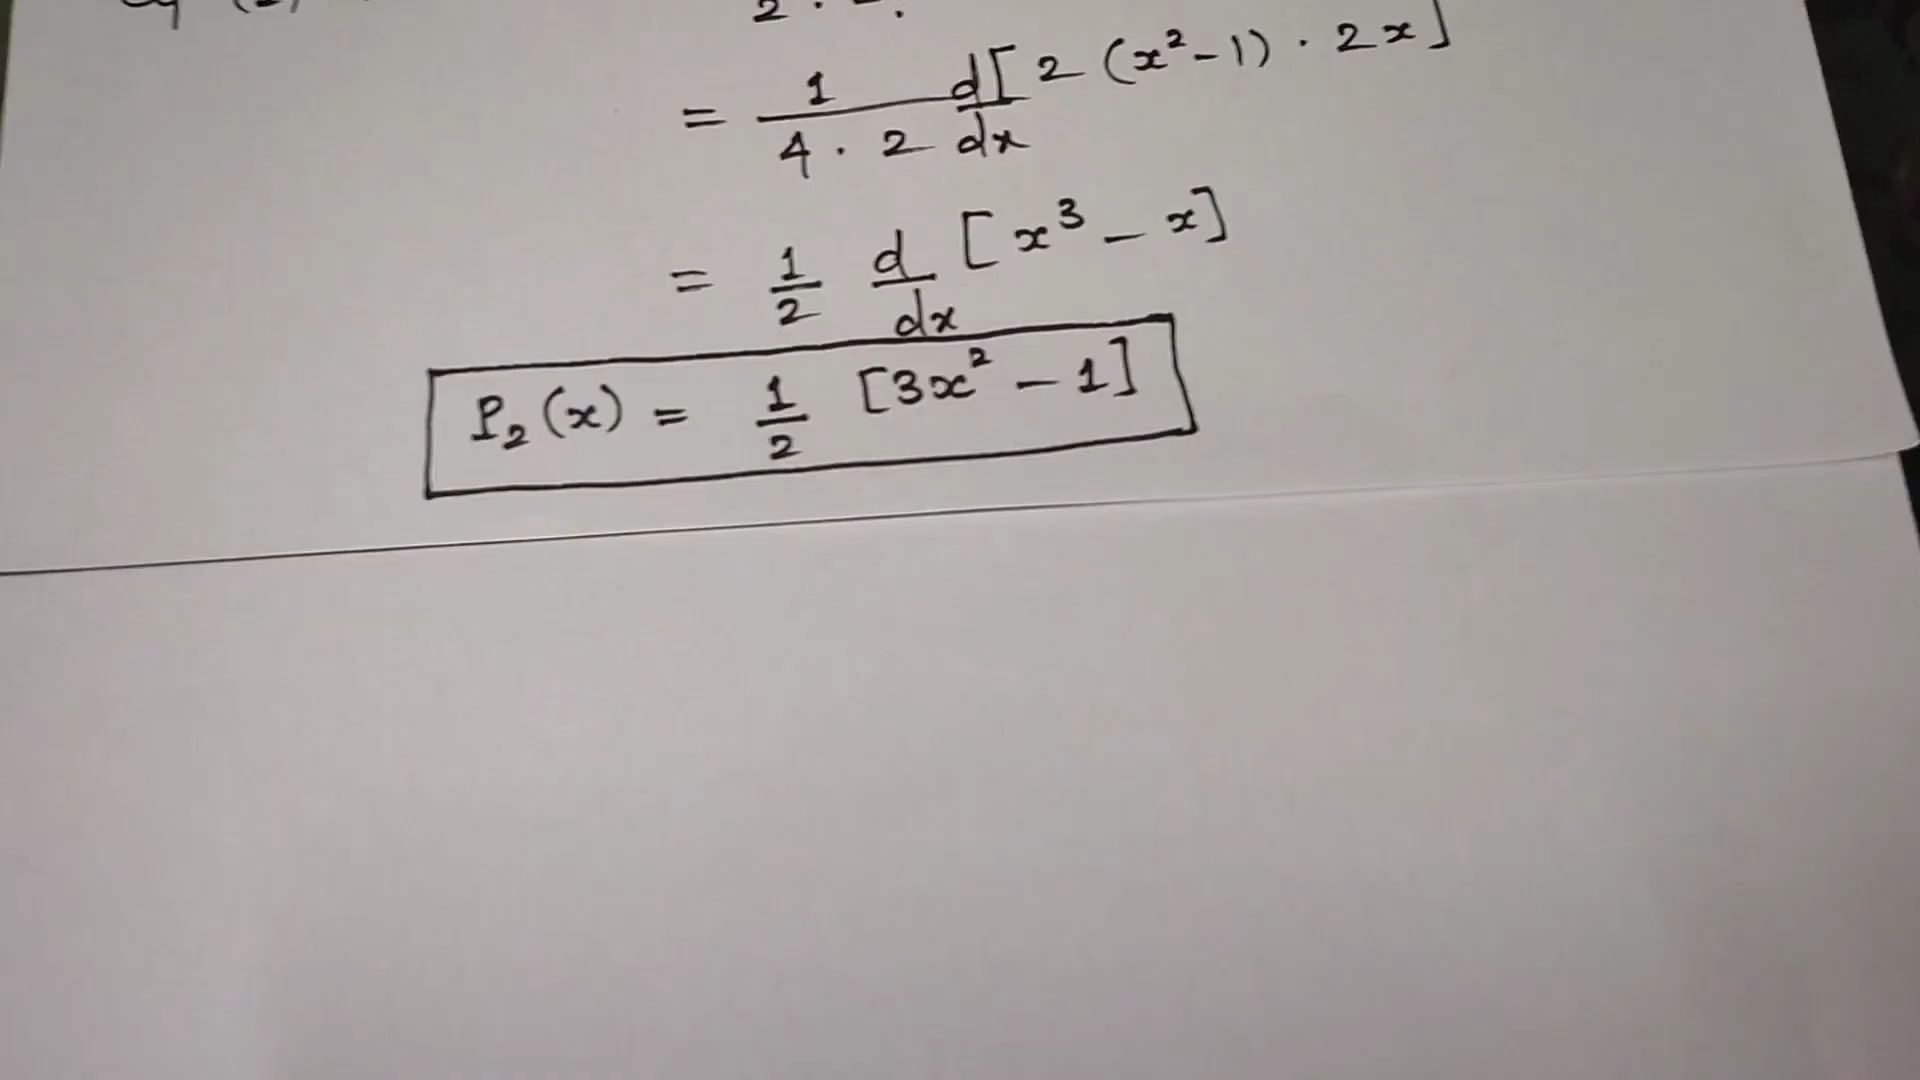 = 1/(4 · 2) d/dx [2 (x² - 1) · 2x]
= 1/2 d/dx [x³ - x]
P₂(x) = 1/2 [3x² - 1]